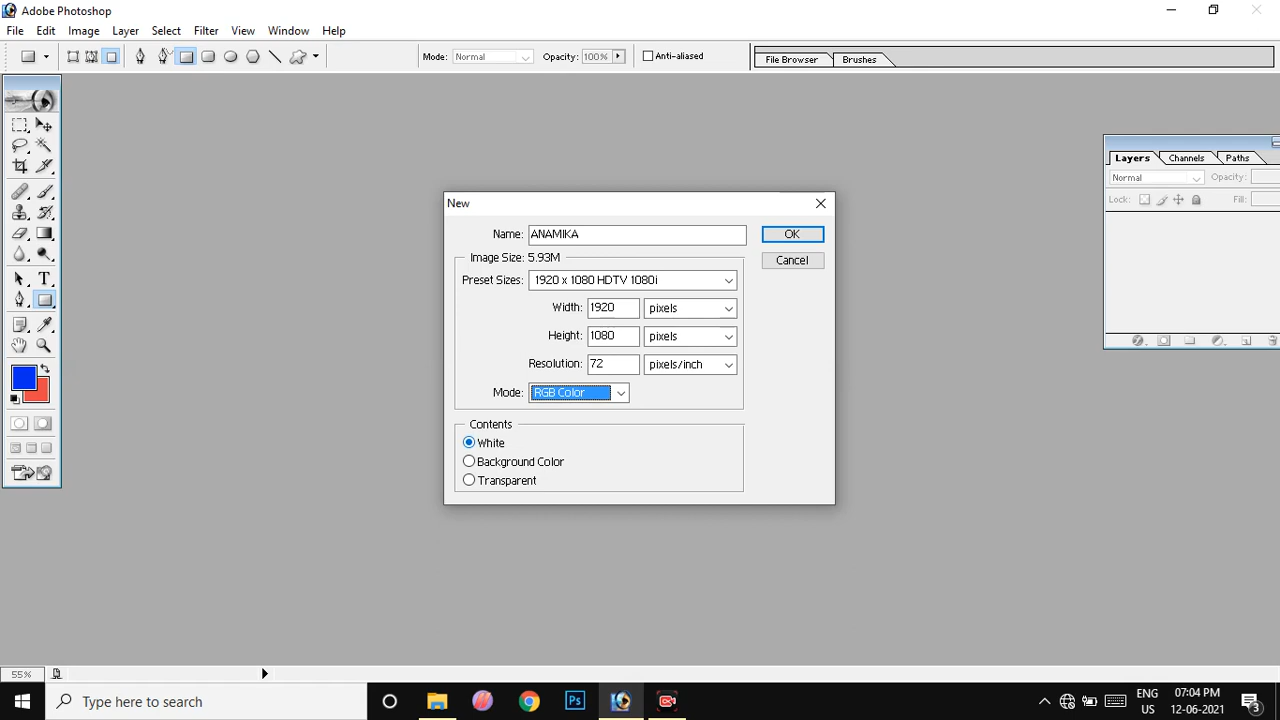 Adobe Photoshop
File Edit Image Layer Select Filter View Window Help
Mode: Normal Opacity: 100% Anti-aliased File Browser Brushes
New
Name: ANAMIKA OK
Image Size: 5.93M Cancel
Preset Sizes: 1920 x 1080 HDTV 1080i
Width: 1920 pixels
Height: 1080 pixels
Resolution: 72 pixels/inch
Mode: RGB Color
Contents
White
Background Color
Transparent
Layers Channels Paths
Normal Opacity:
Lock: Fill:
T
55%
Type here to search
Ps
ENG
US
07:04 PM
12-06-2021
3